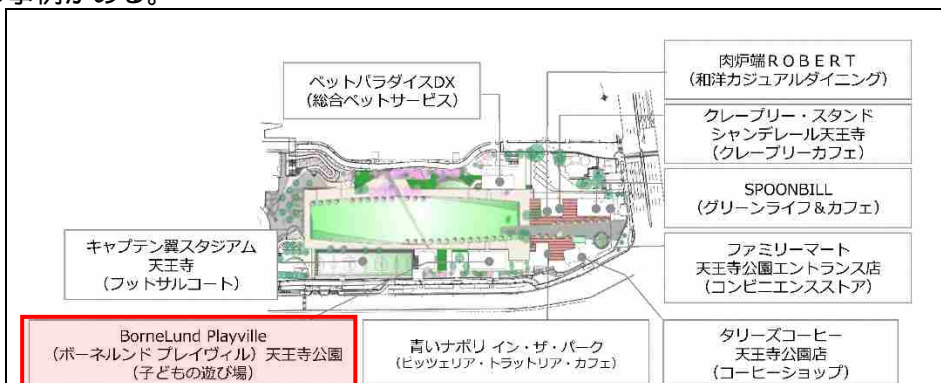 事例がある。
ペットパラダイスDX
(総合ペットサービス)
肉炉端ROBERT
(和洋カジュアルダイニング)
クレープリー・スタンド
シャンデレール天王寺
(クレープリーカフェ)
SPOONBILL
(グリーンライフ&カフェ)
キャプテン翼スタジアム
天王寺
(フットサルコート)
ファミリーマート
天王寺公園エントランス店
(コンビニエンスストア)
BorneLund Playville
(ボーネルンド プレイヴィル) 天王寺公園
(子どもの遊び場)
青いナポリ イン・ザ・パーク
(ピッツェリア・トラットリア・カフェ)
タリーズコーヒー
天王寺公園店
(コーヒーショップ)